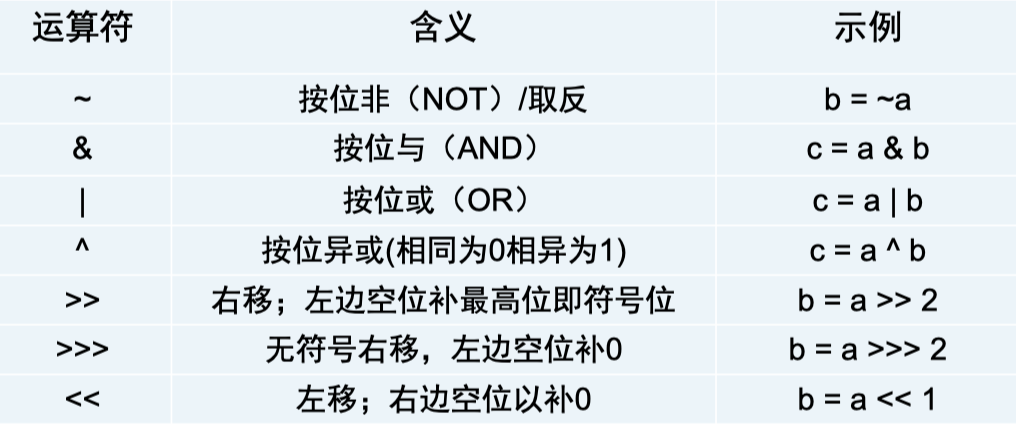 运算符 含义 示例
~ 按位非（NOT）/取反 b = ~a
& 按位与（AND） c = a & b
| 按位或（OR） c = a | b
^ 按位异或(相同为0相异为1) c = a ^ b
>> 右移；左边空位补最高位即符号位 b = a >> 2
>>> 无符号右移，左边空位补0 b = a >>> 2
<< 左移；右边空位以补0 b = a << 1